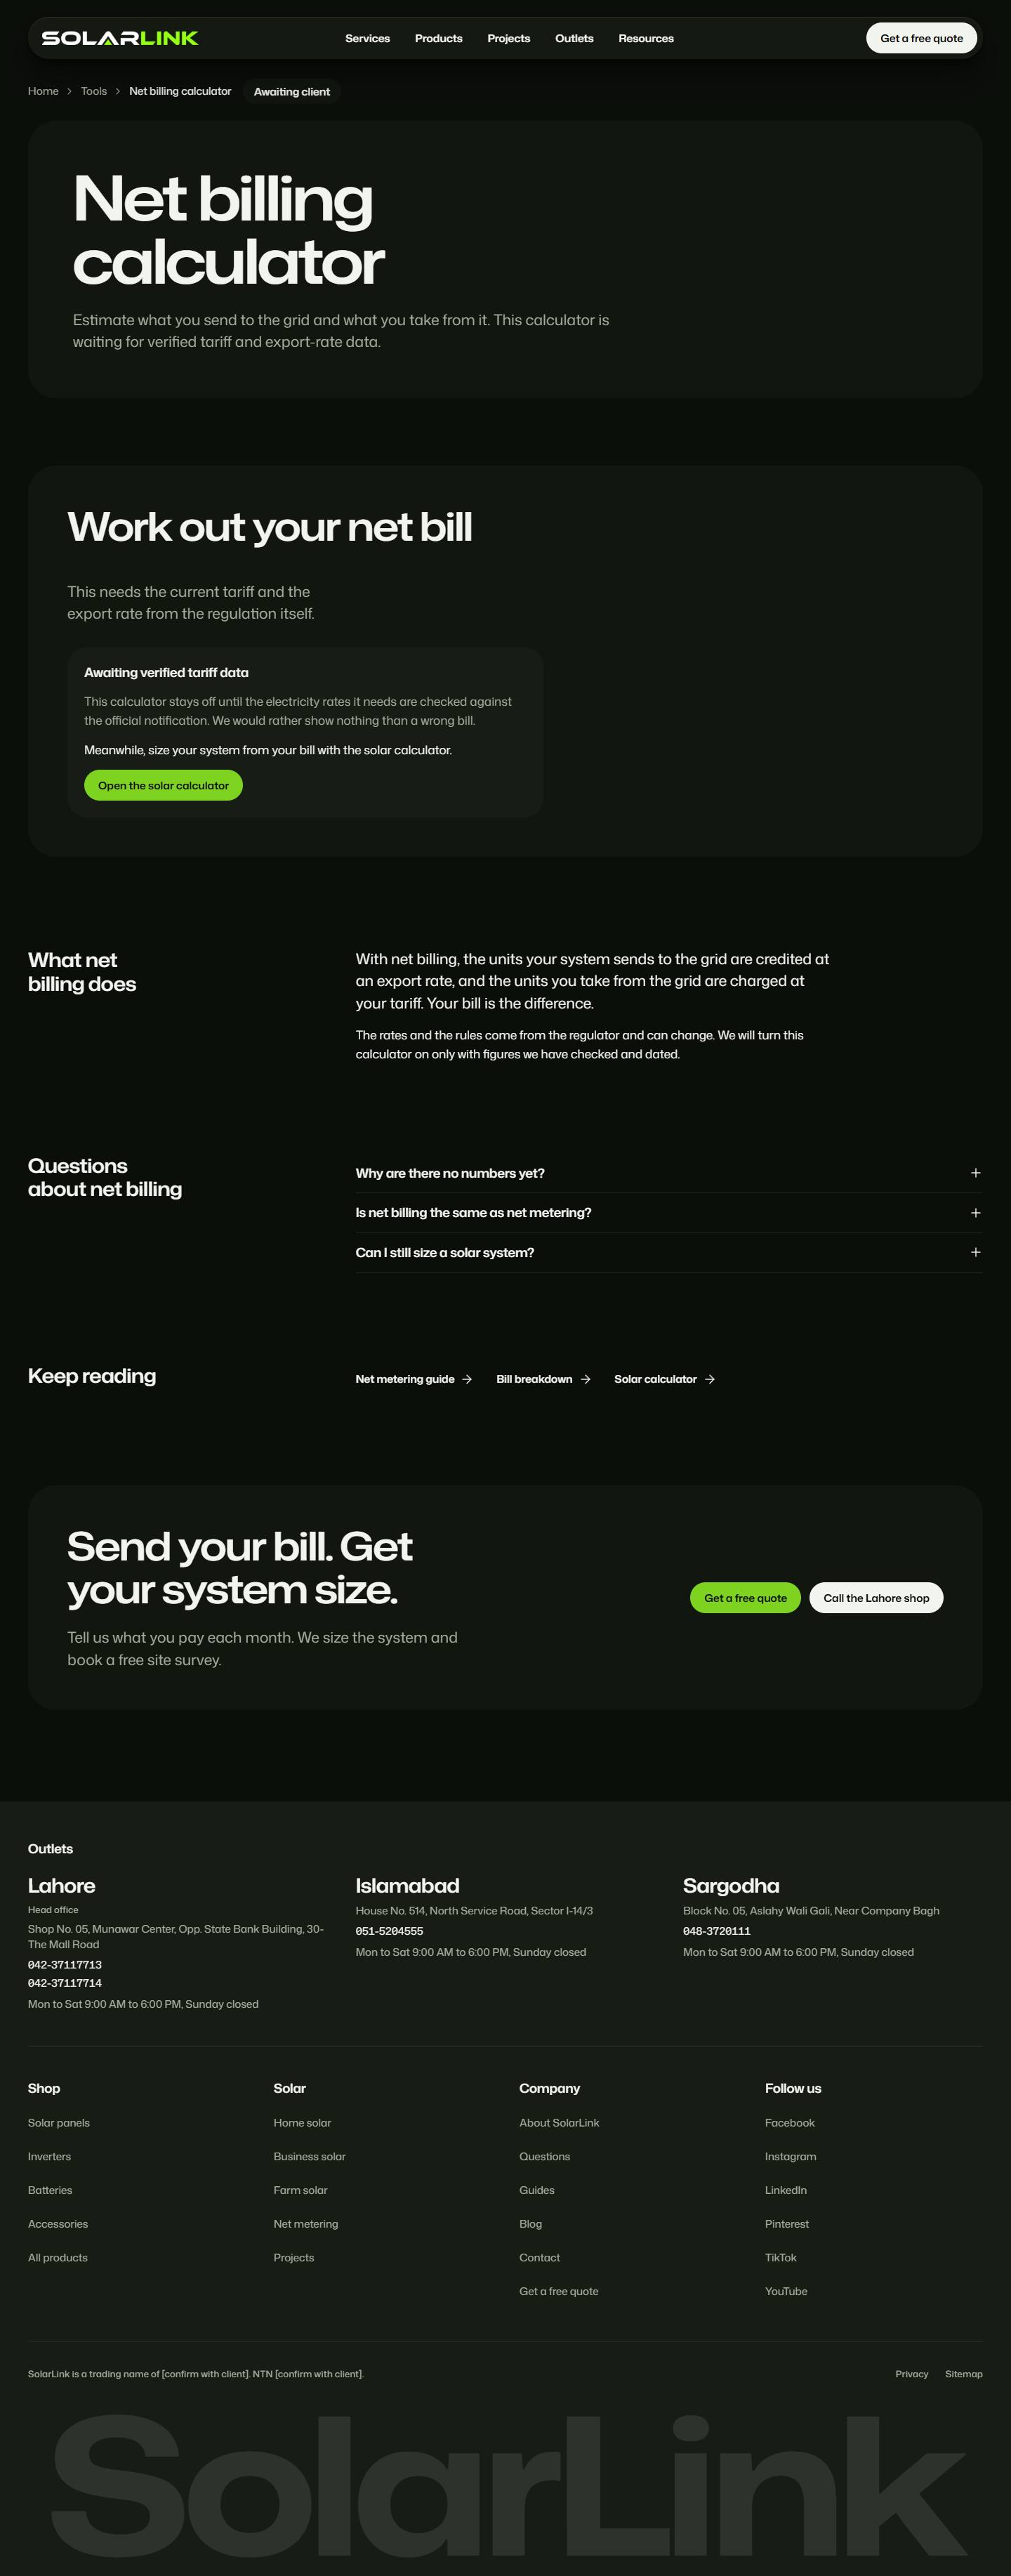 SOLARLINK
Services
Products
Projects
Outlets
Resources
Get a free quote
Home
Tools
Net billing calculator
Awaiting client
Net billing
calculator
Estimate what you send to the grid and what you take from it. This calculator is
waiting for verified tariff and export-rate data.
Work out your net bill
This needs the current tariff and the
export rate from the regulation itself.
Awaiting verified tariff data
This calculator stays off until the electricity rates it needs are checked against
the official notification. We would rather show nothing than a wrong bill.
Meanwhile, size your system from your bill with the solar calculator.
Open the solar calculator
What net
billing does
With net billing, the units your system sends to the grid are credited at
an export rate, and the units you take from the grid are charged at
your tariff. Your bill is the difference.
The rates and the rules come from the regulator and can change. We will turn this
calculator on only with figures we have checked and dated.
Questions
about net billing
Why are there no numbers yet?
Is net billing the same as net metering?
Can I still size a solar system?
Keep reading
Net metering guide
Bill breakdown
Solar calculator
Send your bill. Get
your system size.
Tell us what you pay each month. We size the system and
book a free site survey.
Get a free quote
Call the Lahore shop
Outlets
Lahore
Head office
Shop No. 05, Munawar Center, Opp. State Bank Building, 30-
The Mall Road
042-37117713
042-37117714
Mon to Sat 9:00 AM to 6:00 PM, Sunday closed
Islamabad
House No. 514, North Service Road, Sector I-14/3
051-5204555
Mon to Sat 9:00 AM to 6:00 PM, Sunday closed
Sargodha
Block No. 05, Aslahy Wali Gali, Near Company Bagh
048-3720111
Mon to Sat 9:00 AM to 6:00 PM, Sunday closed
Shop
Solar panels
Inverters
Batteries
Accessories
All products
Solar
Home solar
Business solar
Farm solar
Net metering
Projects
Company
About SolarLink
Questions
Guides
Blog
Contact
Get a free quote
Follow us
Facebook
Instagram
LinkedIn
Pinterest
TikTok
YouTube
SolarLink is a trading name of [confirm with client]. NTN [confirm with client].
Privacy
Sitemap
SolarLink